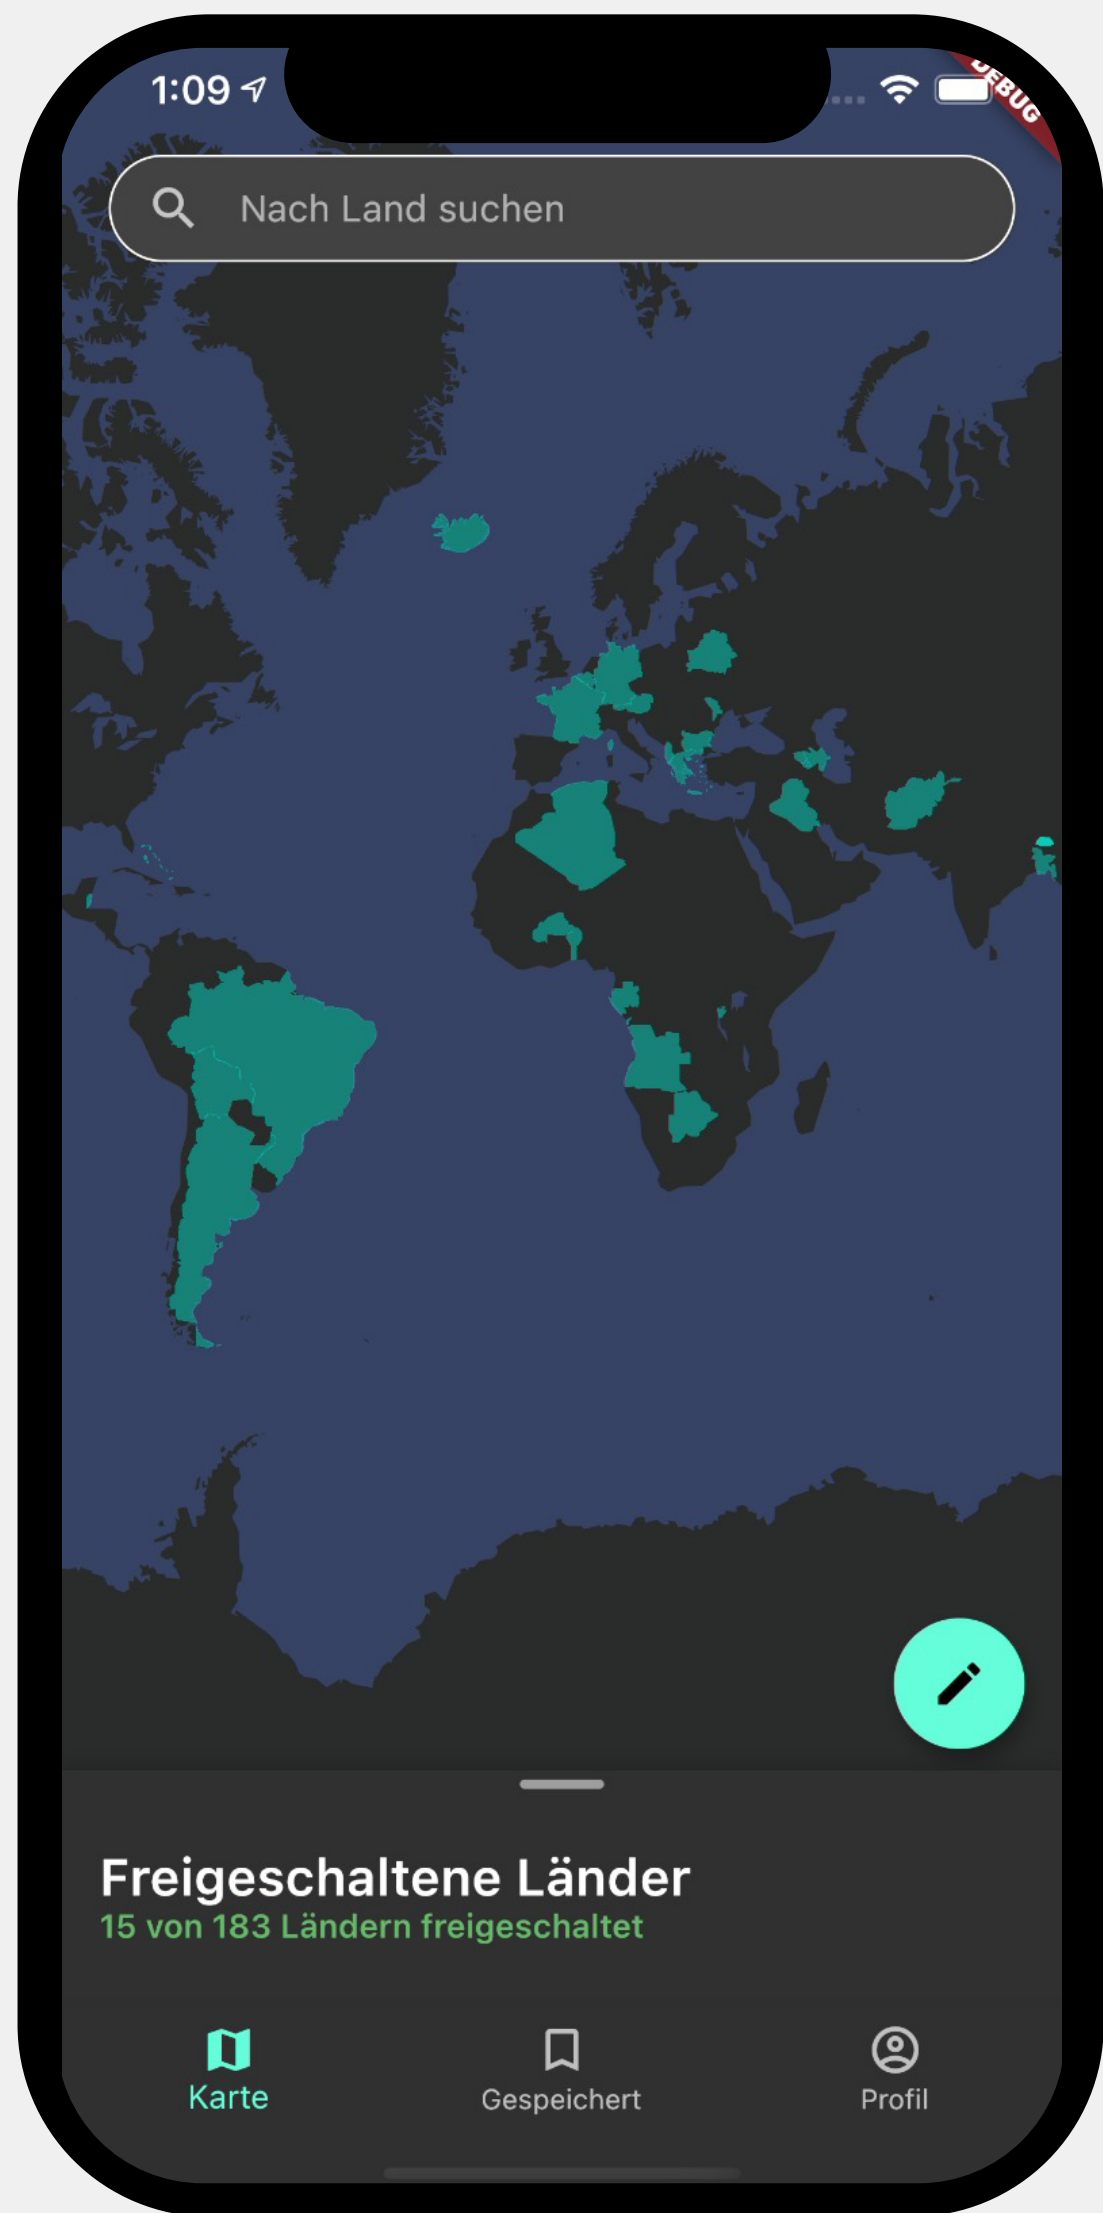 1:09
DEBUG
Nach Land suchen
Freigeschaltene Länder
15 von 183 Ländern freigeschaltet
Karte
Gespeichert
Profil